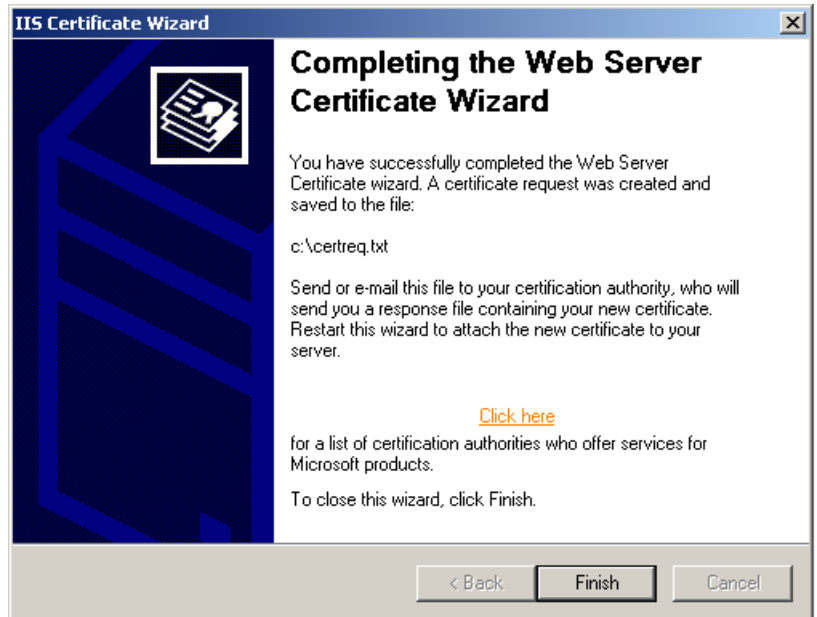 IIS Certificate Wizard
Completing the Web Server
Certificate Wizard
You have successfully completed the Web Server
Certificate wizard. A certificate request was created and
saved to the file:
c:\certreq.txt
Send or e-mail this file to your certification authority, who will
send you a response file containing your new certificate.
Restart this wizard to attach the new certificate to your
server.
Click here
for a list of certification authorities who offer services for
Microsoft products.
To close this wizard, click Finish.
< Back
Finish
Cancel